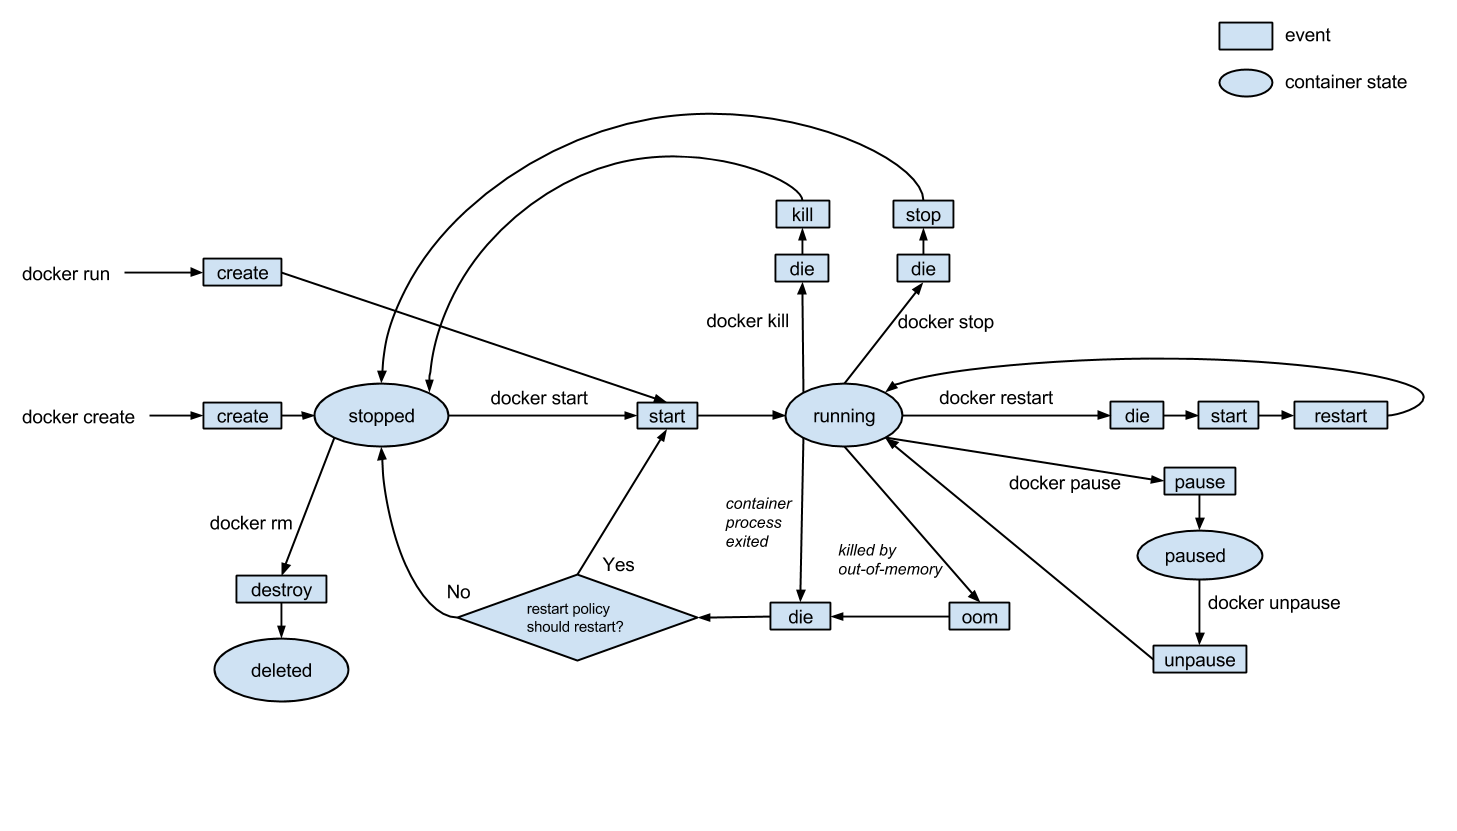 event
container state
kill
stop
docker run
create
die
die
docker kill
docker stop
docker create
create
stopped
docker start
start
running
docker restart
die
start
restart
docker pause
pause
container
process
exited
docker rm
killed by
out-of-memory
paused
Yes
No
destroy
restart policy
should restart?
die
oom
docker unpause
unpause
deleted